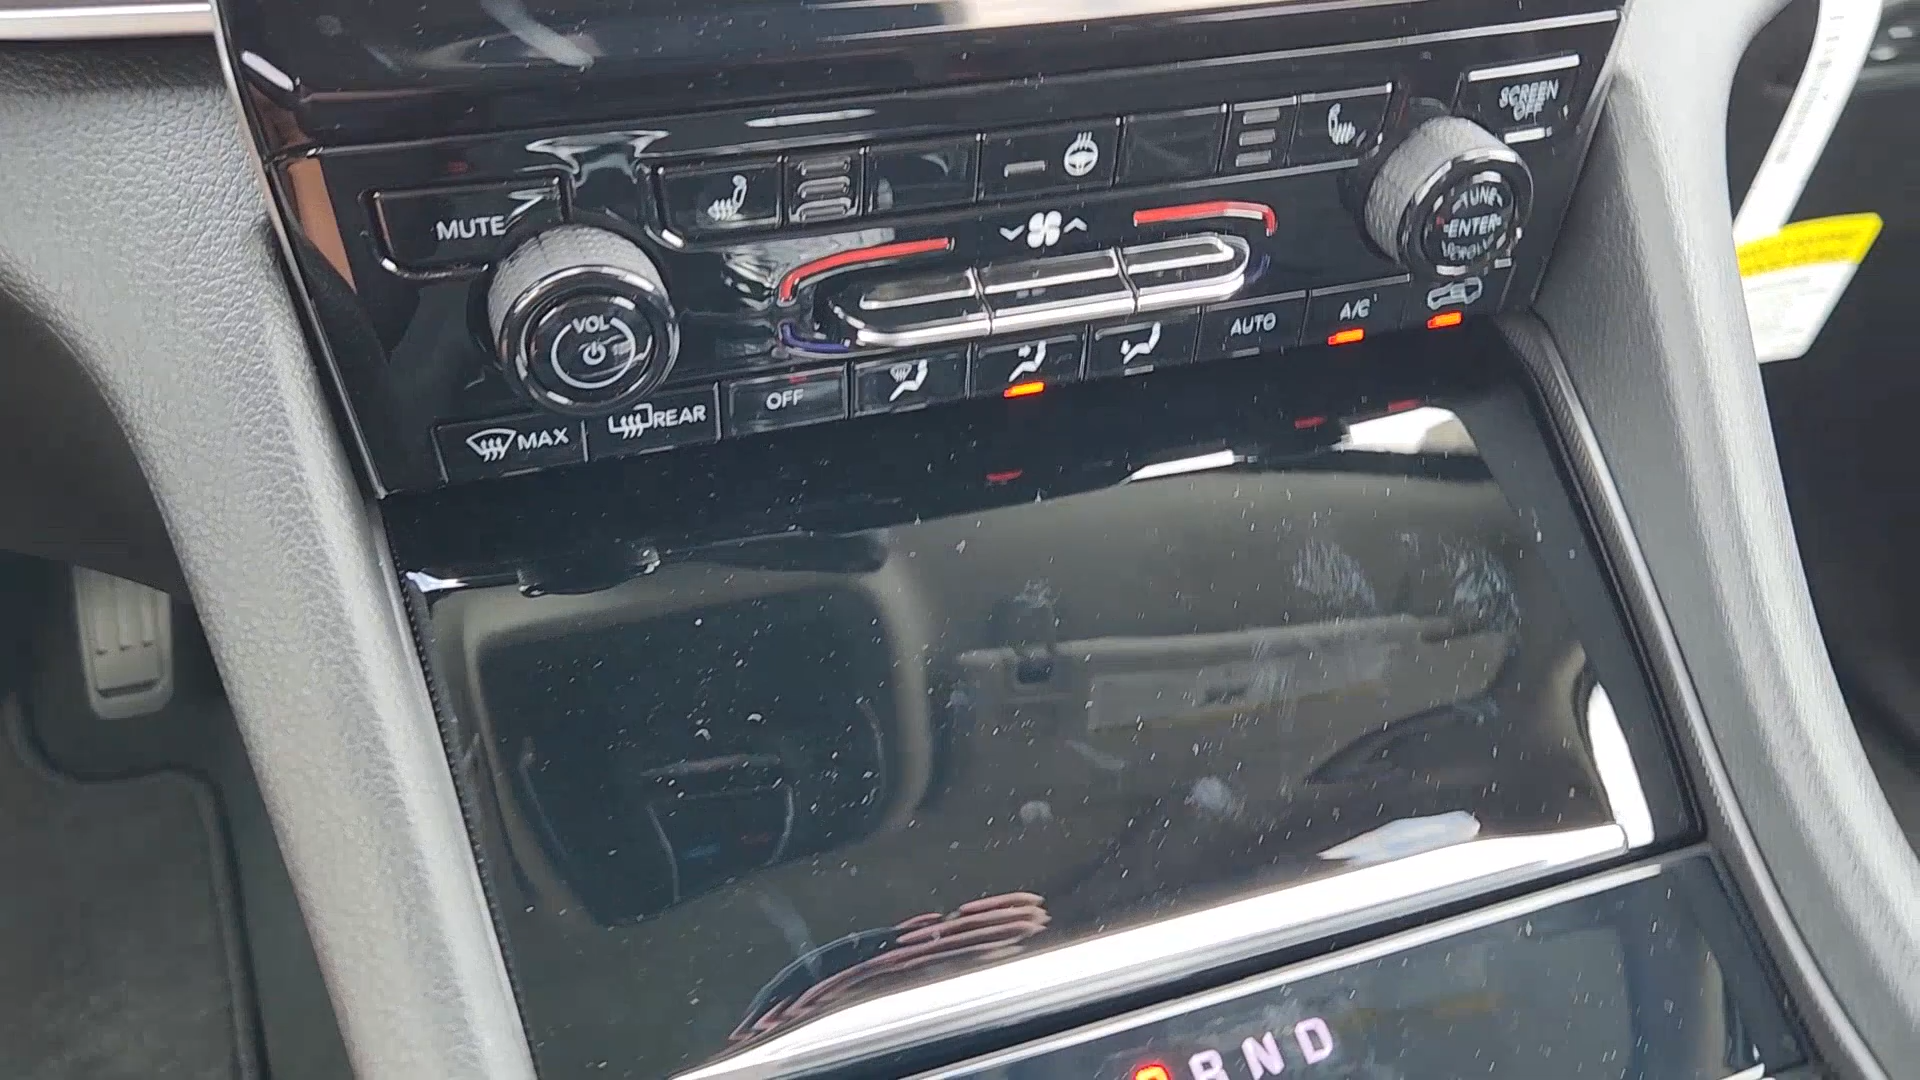 SCREEN
OFF
MUTE
TUNE
ENTER
VOL
AUTO
A/C
OFF
REAR
MAX
P R N D